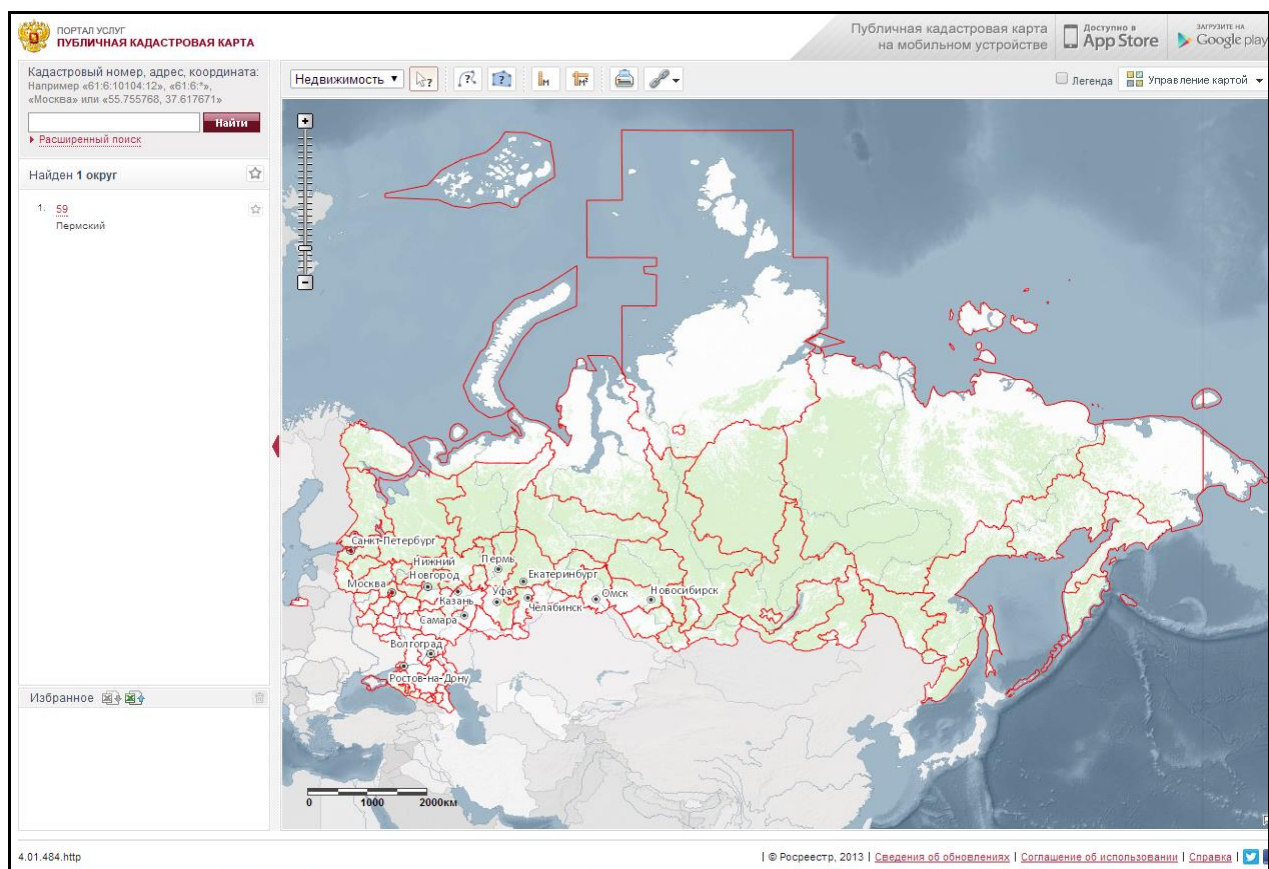 ПОРТАЛ УСЛУГ
ПУБЛИЧНАЯ КАДАСТРОВАЯ КАРТА
Публичная кадастровая карта
на мобильном устройстве
Доступно в
App Store
ЗАГРУЗИТЕ НА
Google play
Кадастровый номер, адрес, координата:
Например «61:6:10104:12», «61:6:*»,
«Москва» или «55.755768, 37.617671»
Найти
Расширенный поиск
Недвижимость
Легенда
Управление картой
Найден 1 округ
1. 59
Пермский
Санкт-Петербург
Нижний
Новгород
Пермь
Екатеринбург
Москва
Казань
Уфа
Челябинск
Омск
Новосибирск
Самара
Волгоград
Ростов-на-Дону
Избранное
0 1000 2000км
4.01.484.http
| © Росреестр, 2013 | Сведения об обновлениях | Соглашение об использовании | Справка |